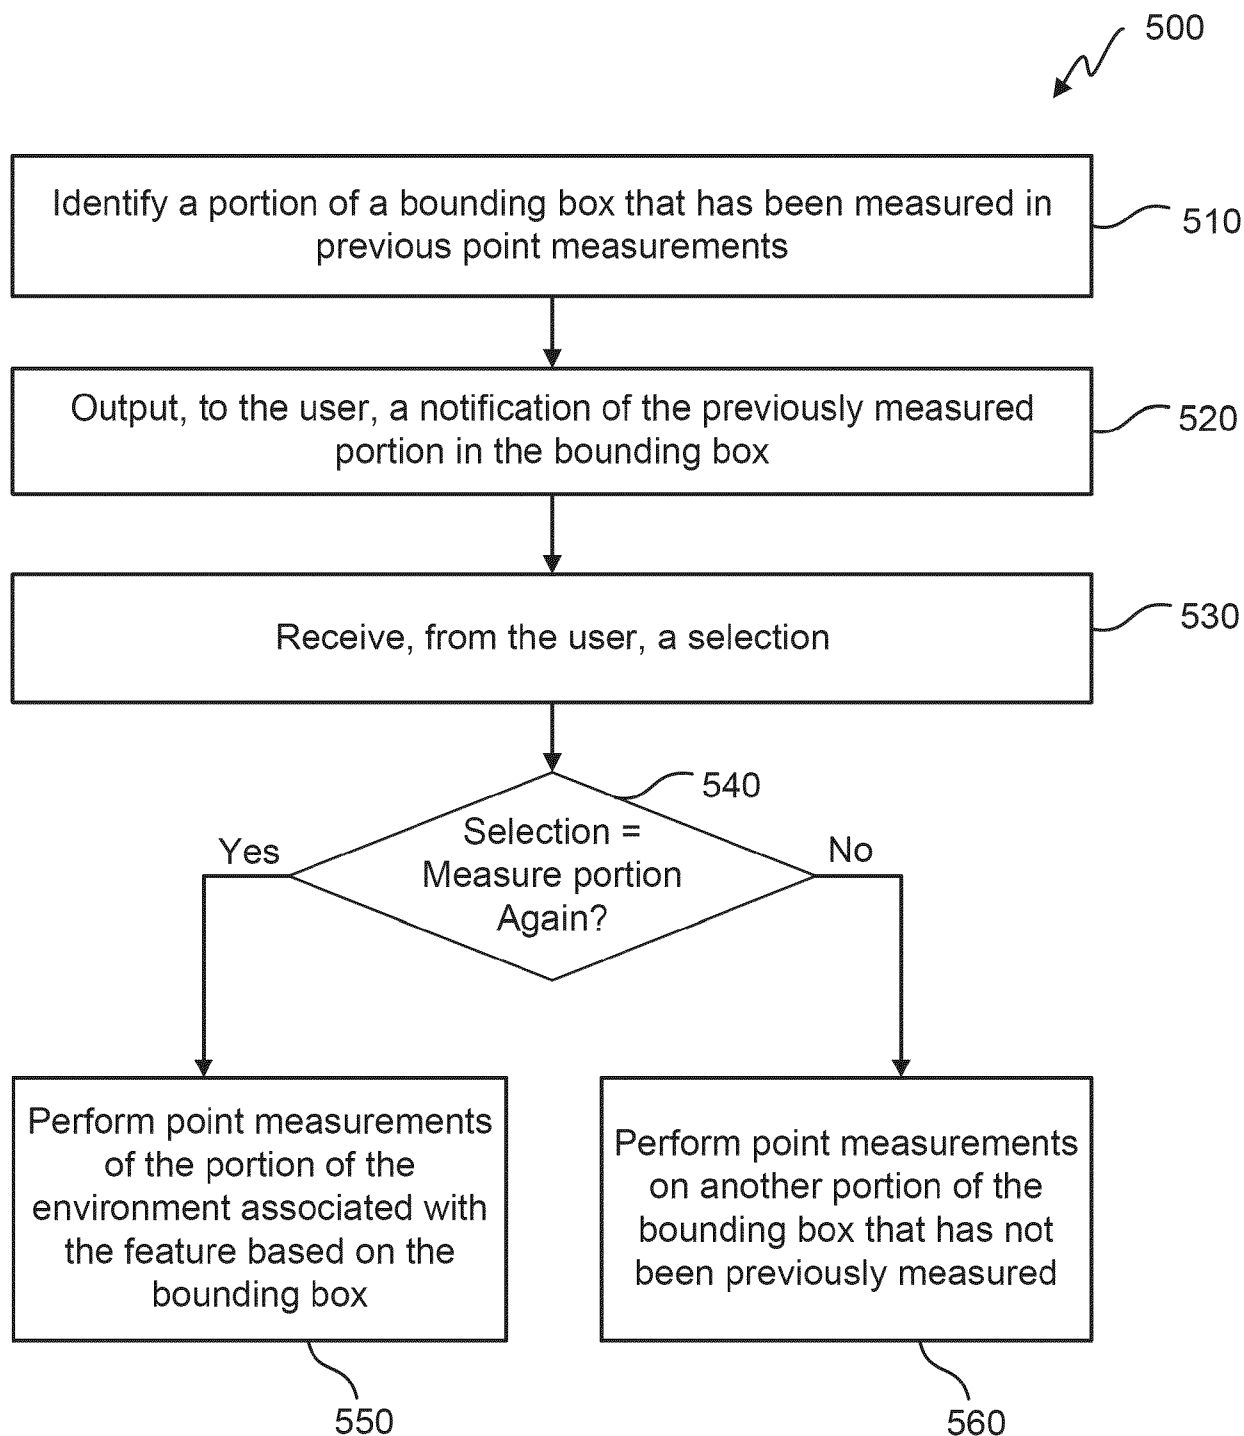 500
Identify a portion of a bounding box that has been measured in
previous point measurements
510
Output, to the user, a notification of the previously measured
portion in the bounding box
520
Receive, from the user, a selection
530
540
Selection =
Measure portion
Again?
Yes
No
Perform point measurements
of the portion of the
environment associated with
the feature based on the
bounding box
550
Perform point measurements
on another portion of the
bounding box that has not
been previously measured
560